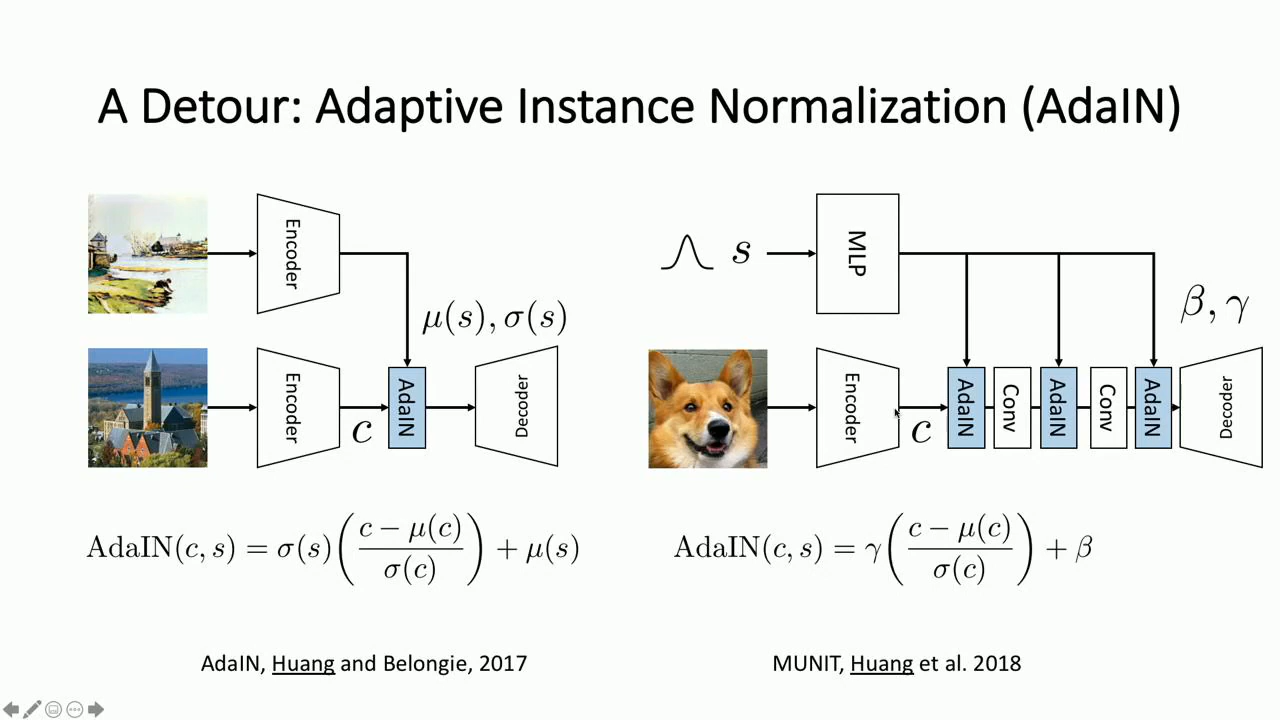 A Detour: Adaptive Instance Normalization (AdaIN)
Encoder
μ(s), σ(s)
Encoder
c
AdaIN
Decoder
AdaIN(c, s) = σ(s)((c − μ(c))/σ(c)) + μ(s)
AdaIN, Huang and Belongie, 2017
s
MLP
β, γ
Encoder
c
AdaIN
Conv
AdaIN
Conv
AdaIN
Decoder
AdaIN(c, s) = γ((c − μ(c))/σ(c)) + β
MUNIT, Huang et al. 2018